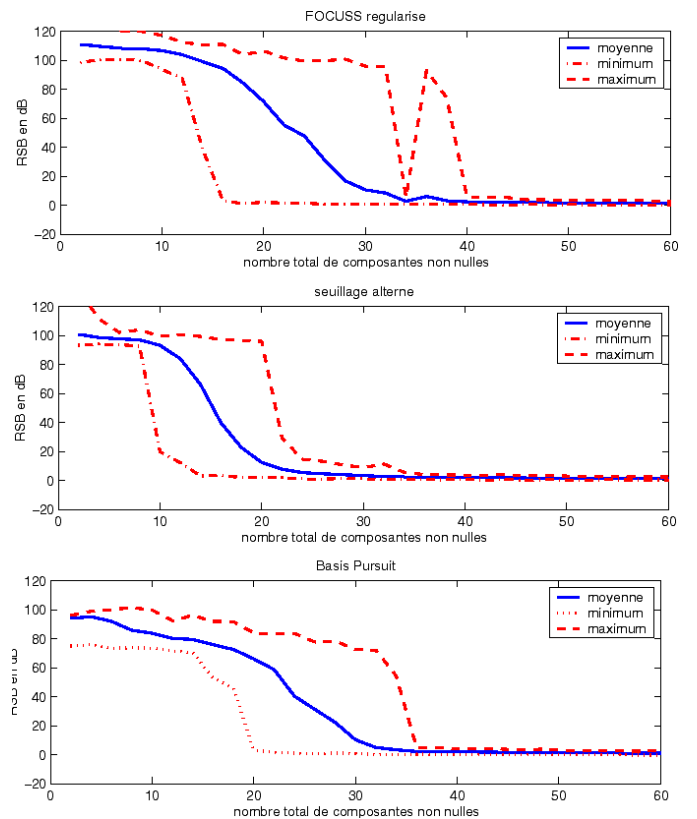 FOCUSS regularise
120
100
80
60
40
20
0
−20
RSB en dB
moyenne
minimum
maximum
0 10 20 30 40 50 60
nombre total de composantes non nulles
seuillage alterne
120
100
80
60
40
20
0
−20
RSB en dB
moyenne
minimum
maximum
0 10 20 30 40 50 60
nombre total de composantes non nulles
Basis Pursuit
120
100
80
60
40
20
0
−20
RSB en dB
moyenne
minimum
maximum
0 10 20 30 40 50 60
nombre total de composantes non nulles